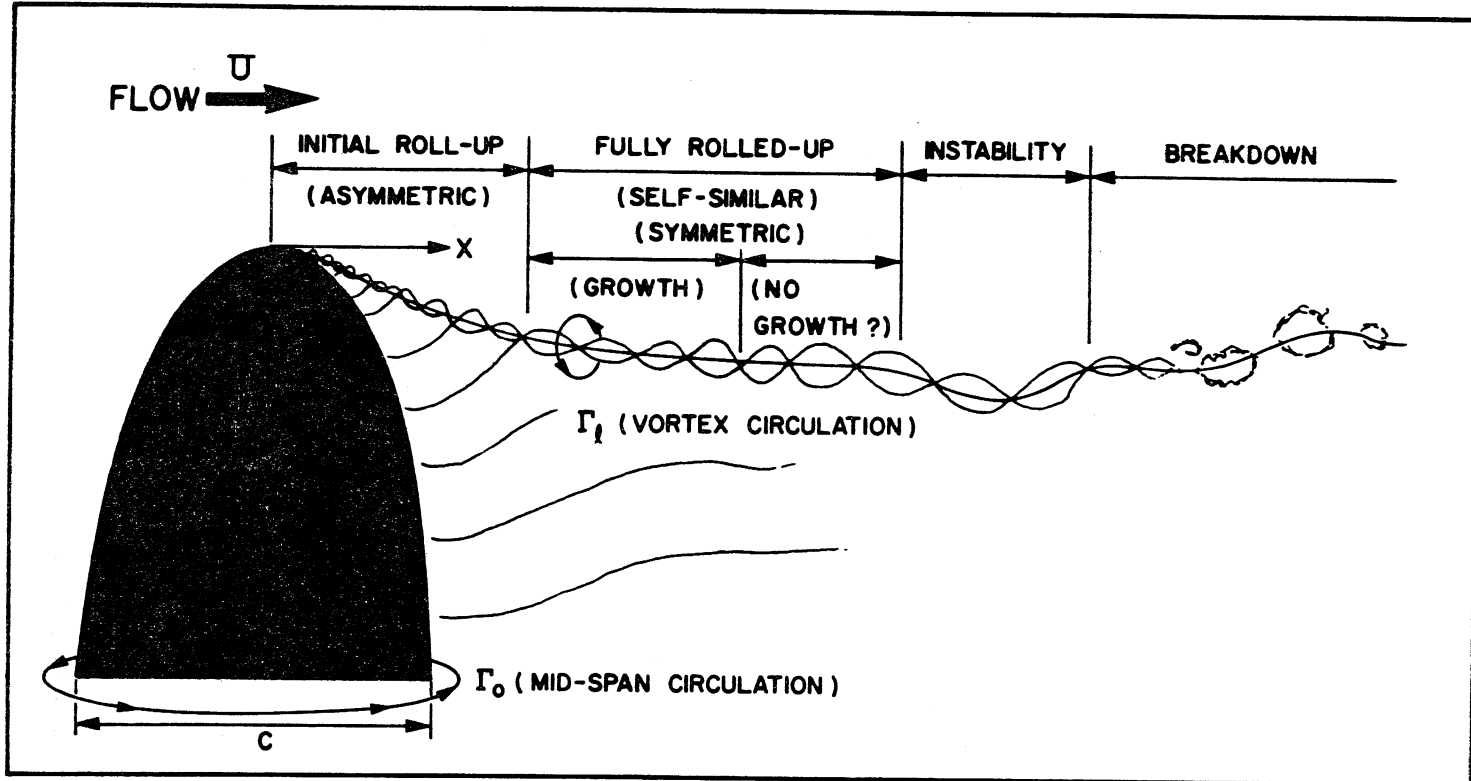 U̅
FLOW
INITIAL ROLL-UP
FULLY ROLLED-UP
INSTABILITY
BREAKDOWN
(ASYMMETRIC)
(SELF-SIMILAR)
(SYMMETRIC)
X
(GROWTH)
(NO
GROWTH ?)
Γℓ (VORTEX CIRCULATION)
Γo (MID-SPAN CIRCULATION)
C